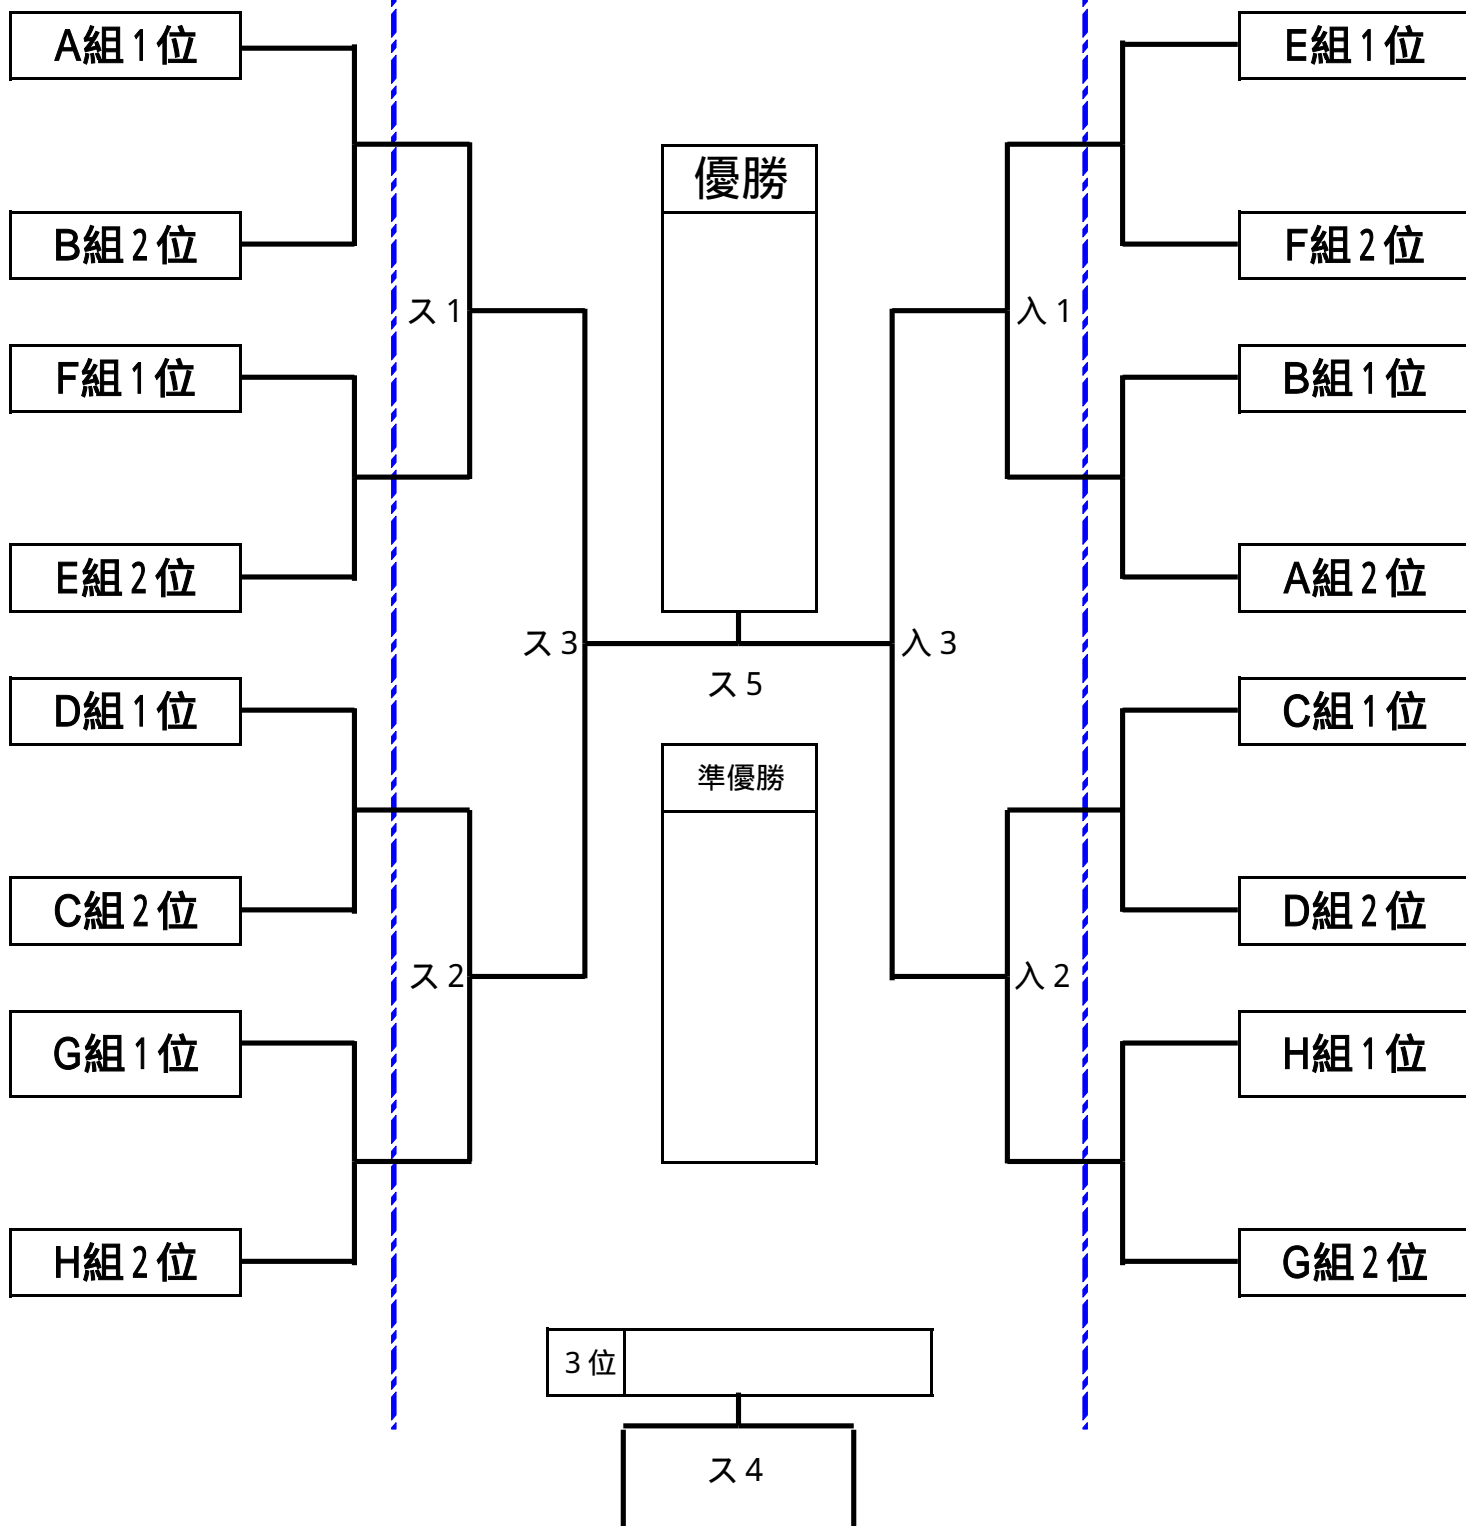 A組1位
E組1位
優勝
B組2位
F組2位
ス1
入1
F組1位
B組1位
E組2位
A組2位
ス3
入3
ス5
D組1位
C組1位
準優勝
C組2位
D組2位
ス2
入2
G組1位
H組1位
H組2位
G組2位
3位
ス4